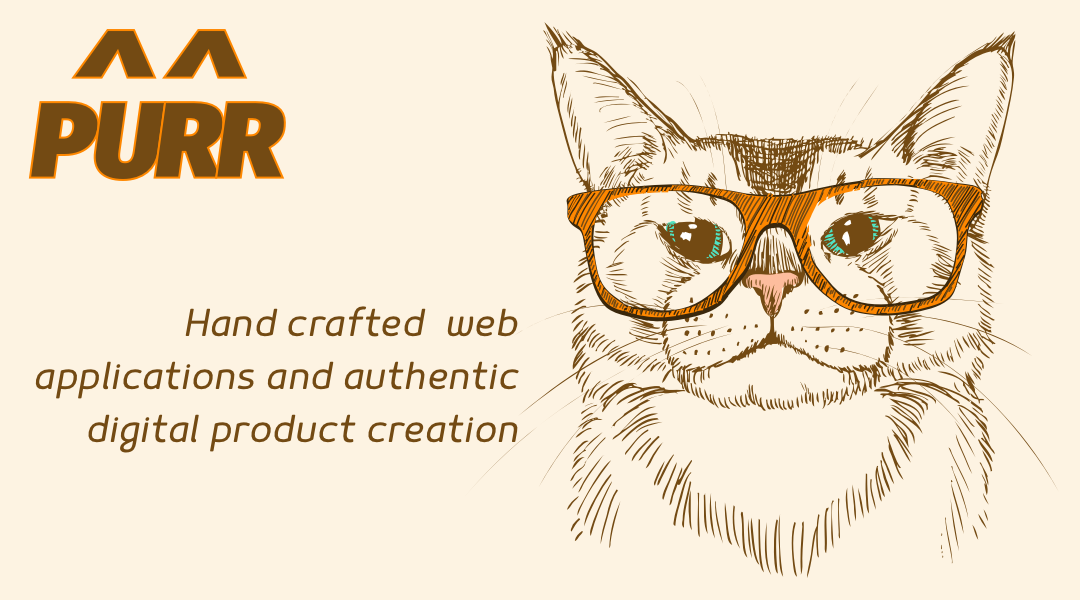 ^^
PURR
Hand crafted web
applications and authentic
digital product creation